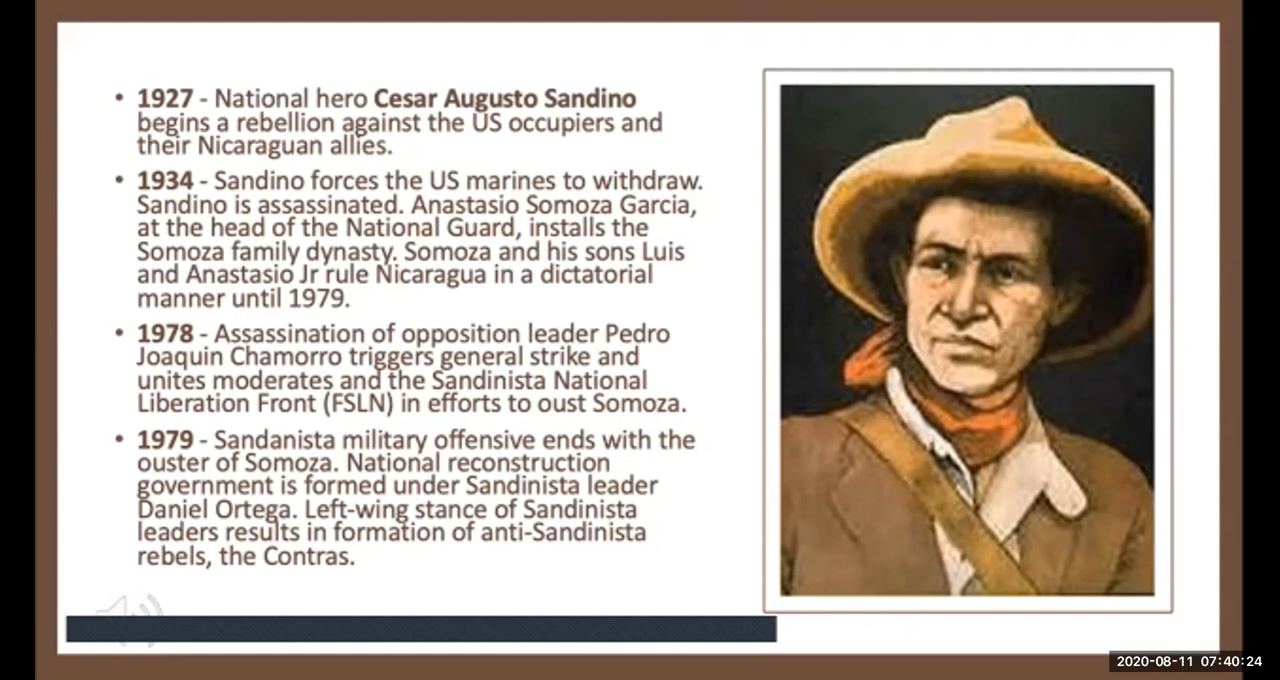 • 1927 - National hero Cesar Augusto Sandino
begins a rebellion against the US occupiers and
their Nicaraguan allies.
• 1934 - Sandino forces the US marines to withdraw.
Sandino is assassinated. Anastasio Somoza Garcia,
at the head of the National Guard, installs the
Somoza family dynasty. Somoza and his sons Luis
and Anastasio Jr rule Nicaragua in a dictatorial
manner until 1979.
• 1978 - Assassination of opposition leader Pedro
Joaquin Chamorro triggers general strike and
unites moderates and the Sandinista National
Liberation Front (FSLN) in efforts to oust Somoza.
• 1979 - Sandanista military offensive ends with the
ouster of Somoza. National reconstruction
government is formed under Sandinista leader
Daniel Ortega. Left-wing stance of Sandinista
leaders results in formation of anti-Sandinista
rebels, the Contras.
2020-08-11 07:40:24